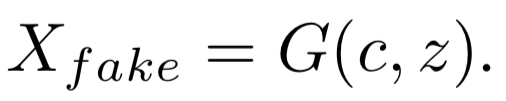 X_{fake} = G(c, z).